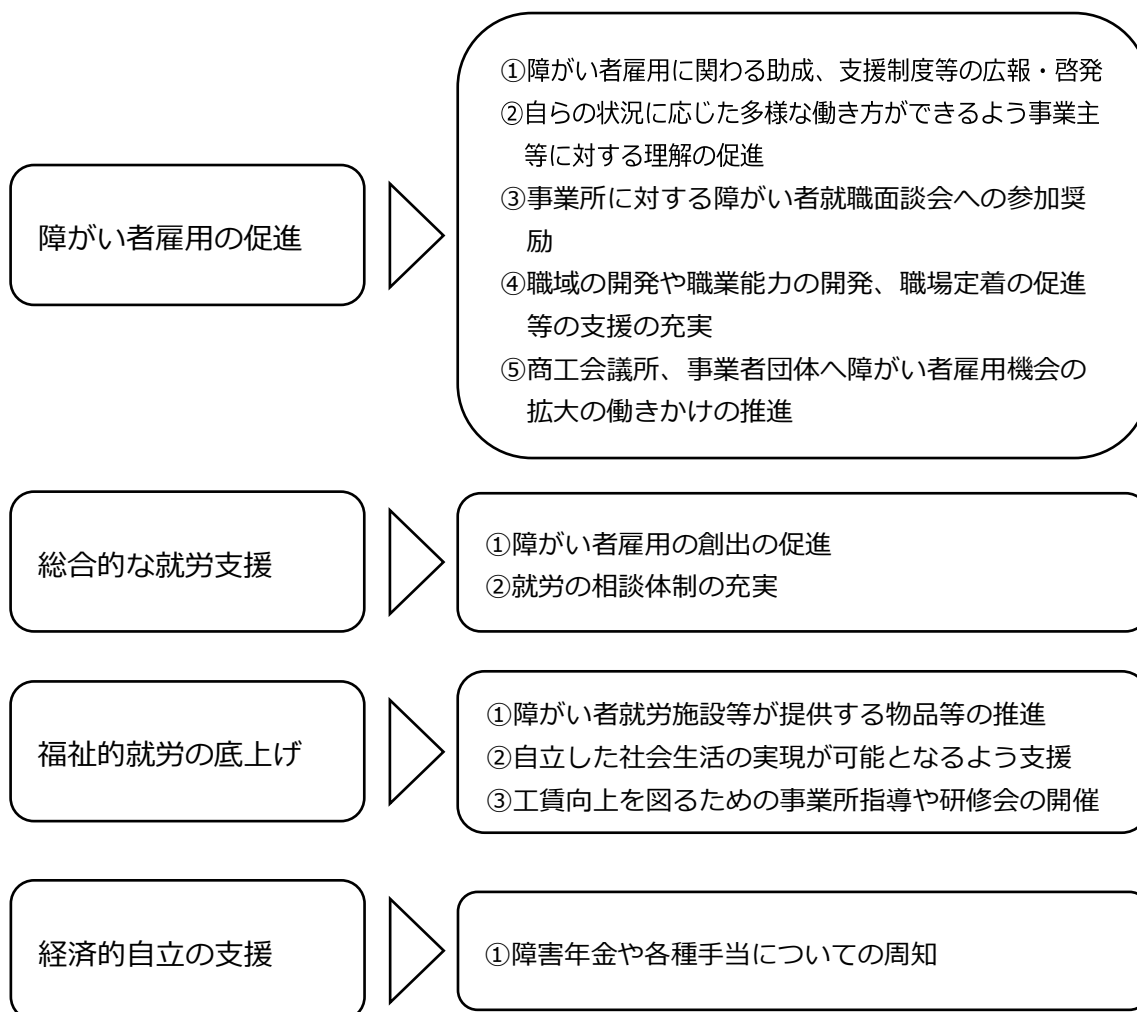 障がい者雇用の促進
①障がい者雇用に関わる助成、支援制度等の広報・啓発
②自らの状況に応じた多様な働き方ができるよう事業主
等に対する理解の促進
③事業所に対する障がい者就職面談会への参加奨
励
④職域の開発や職業能力の開発、職場定着の促進
等の支援の充実
⑤商工会議所、事業者団体へ障がい者雇用機会の
拡大の働きかけの推進
総合的な就労支援
①障がい者雇用の創出の促進
②就労の相談体制の充実
福祉的就労の底上げ
①障がい者就労施設等が提供する物品等の推進
②自立した社会生活の実現が可能となるよう支援
③工賃向上を図るための事業所指導や研修会の開催
経済的自立の支援
①障害年金や各種手当についての周知